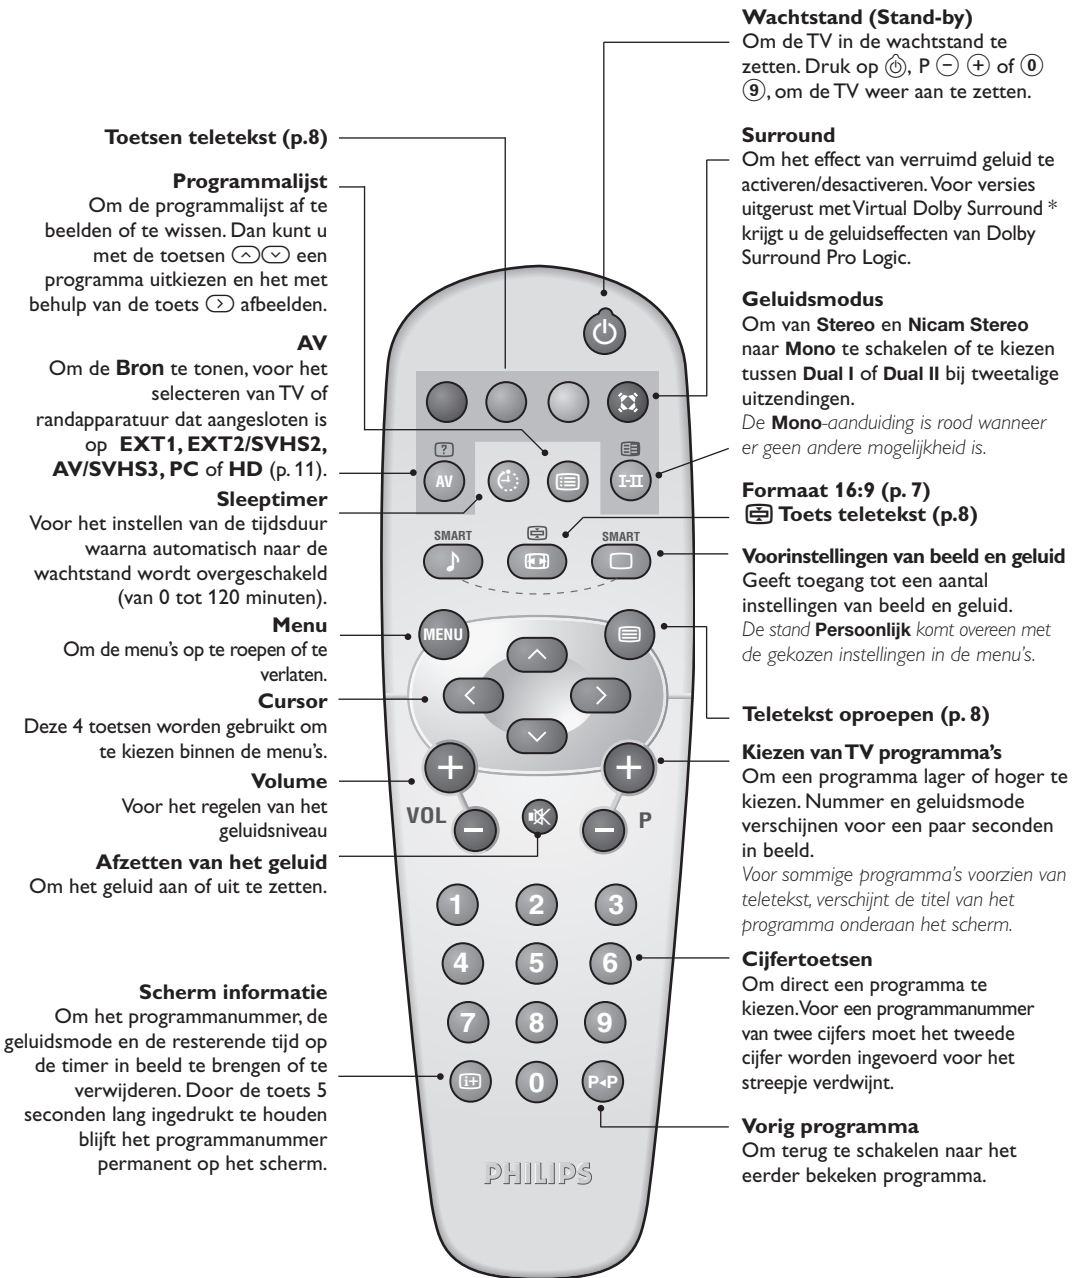 Wachtstand (Stand-by)
Om de TV in de wachtstand te
zetten. Druk op ⏻, P − + of 0
9, om de TV weer aan te zetten.
Surround
Om het effect van verruimd geluid te
activeren/desactiveren. Voor versies
uitgerust met Virtual Dolby Surround *
krijgt u de geluidseffecten van Dolby
Surround Pro Logic.
Geluidsmodus
Om van Stereo en Nicam Stereo
naar Mono te schakelen of te kiezen
tussen Dual I of Dual II bij tweetalige
uitzendingen.
De Mono-aanduiding is rood wanneer
er geen andere mogelijkheid is.
Formaat 16:9 (p. 7)
Toets teletekst (p.8)
Voorinstellingen van beeld en geluid
Geeft toegang tot een aantal
instellingen van beeld en geluid.
De stand Persoonlijk komt overeen met
de gekozen instellingen in de menu's.
Teletekst oproepen (p. 8)
Kiezen van TV programma's
Om een programma lager of hoger te
kiezen. Nummer en geluidsmode
verschijnen voor een paar seconden
in beeld.
Voor sommige programma's voorzien van
teletekst, verschijnt de titel van het
programma onderaan het scherm.
Cijfertoetsen
Om direct een programma te
kiezen. Voor een programmanummer
van twee cijfers moet het tweede
cijfer worden ingevoerd voor het
streepje verdwijnt.
Vorig programma
Om terug te schakelen naar het
eerder bekeken programma.
Toetsen teletekst (p.8)
Programmalijst
Om de programmalijst af te
beelden of te wissen. Dan kunt u
met de toetsen ^ ˅ een
programma uitkiezen en het met
behulp van de toets > afbeelden.
AV
Om de Bron te tonen, voor het
selecteren van TV of
randapparatuur dat aangesloten is
op EXT1, EXT2/SVHS2,
AV/SVHS3, PC of HD (p. 11).
Sleeptimer
Voor het instellen van de tijdsduur
waarna automatisch naar de
wachtstand wordt overgeschakeld
(van 0 tot 120 minuten).
Menu
Om de menu's op te roepen of te
verlaten.
Cursor
Deze 4 toetsen worden gebruikt om
te kiezen binnen de menu's.
Volume
Voor het regelen van het
geluidsniveau
Afzetten van het geluid
Om het geluid aan of uit te zetten.
Scherm informatie
Om het programmanummer, de
geluidsmode en de resterende tijd op
de timer in beeld te brengen of te
verwijderen. Door de toets 5
seconden lang ingedrukt te houden
blijft het programmanummer
permanent op het scherm.
?
AV I-II
SMART SMART
MENU
+ +
VOL − − P
1 2 3
4 5 6
7 8 9
i+ 0 P◂P
PHILIPS